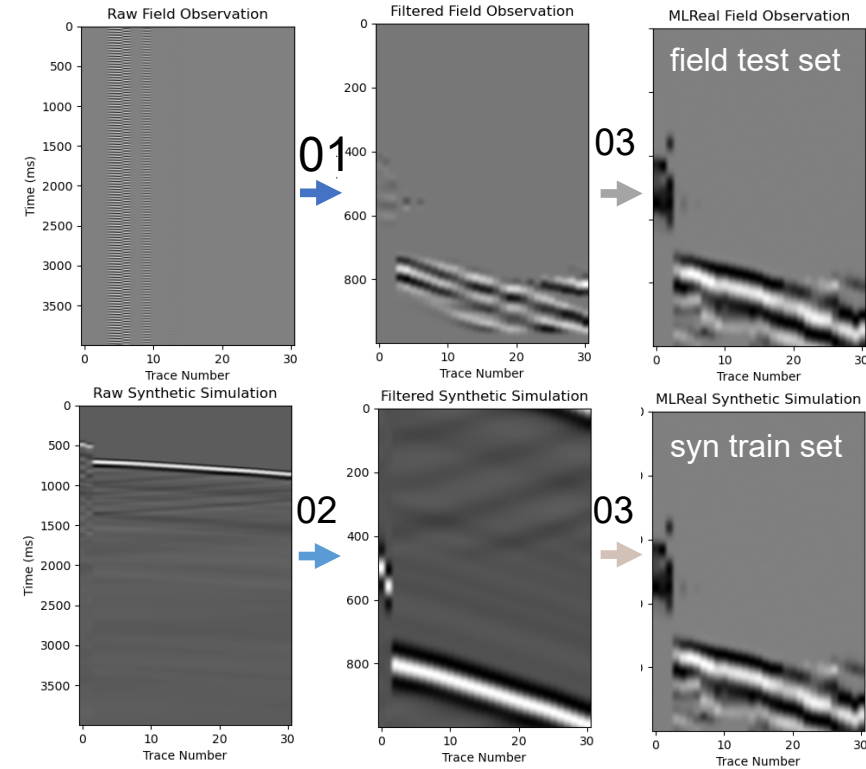 Raw Field Observation
0
500
1000
1500
2000
2500
3000
3500
Time (ms)
0 10 20 30
Trace Number
01
Filtered Field Observation
0
200
400
600
800
0 10 20 30
Trace Number
03
MLReal Field Observation
field test set
0 10 20 30
Trace Number
Raw Synthetic Simulation
0
500
1000
1500
2000
2500
3000
3500
Time (ms)
0 10 20 30
Trace Number
02
Filtered Synthetic Simulation
0
200
400
600
800
0 10 20 30
Trace Number
03
MLReal Synthetic Simulation
syn train set
0 10 20 30
Trace Number